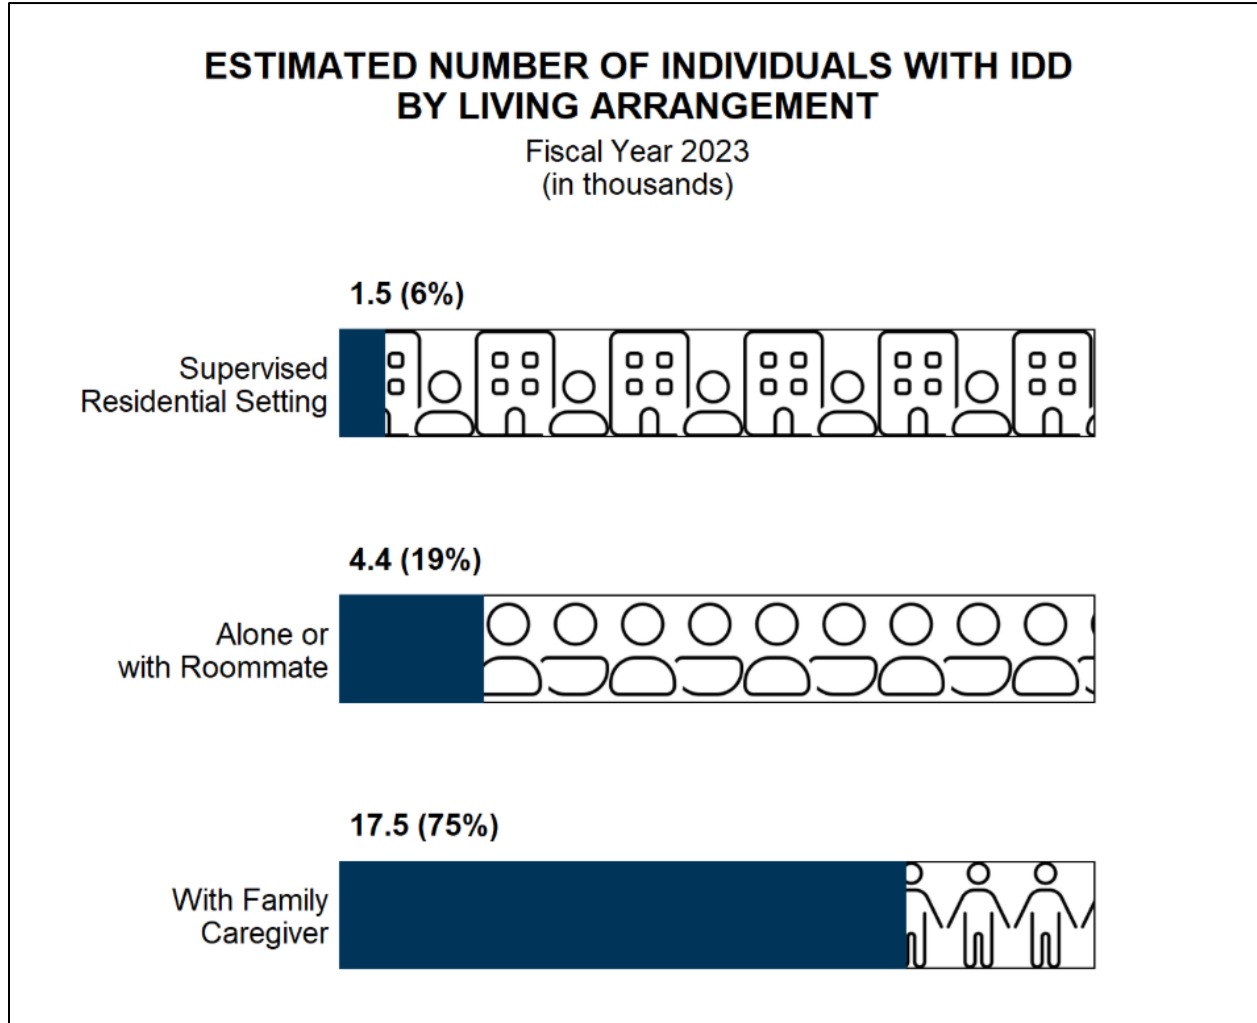 ESTIMATED NUMBER OF INDIVIDUALS WITH IDD
BY LIVING ARRANGEMENT
Fiscal Year 2023
(in thousands)
1.5 (6%)
Supervised
Residential Setting
4.4 (19%)
Alone or
with Roommate
17.5 (75%)
With Family
Caregiver